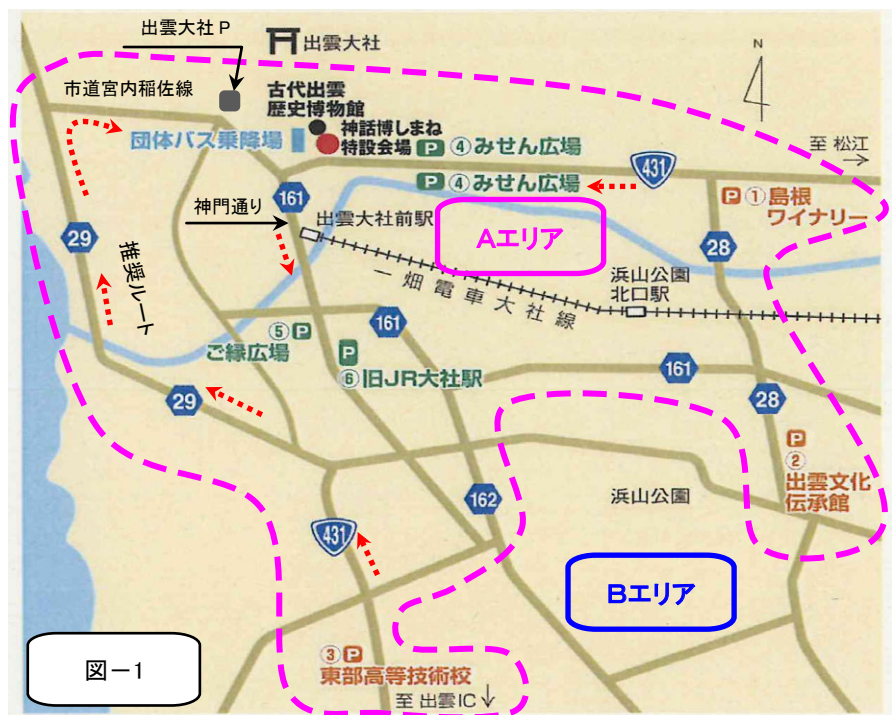 出雲大社P
出雲大社
N
市道宮内稲佐線
古代出雲
歴史博物館
団体バス乗降場
神話博しまね
特設会場
P ④みせん広場
至 松江
P ④みせん広場
431
P ①島根
ワイナリー
161
神門通り
出雲大社前駅
Aエリア
29
28
推奨ルート
浜山公園
北口駅
一畑電車大社線
161
⑤ P
ご縁広場
P
⑥旧JR大社駅
161
29
28
P
②
出雲文化
伝承館
浜山公園
162
431
Bエリア
③ P
東部高等技術校
図-1
至 出雲IC